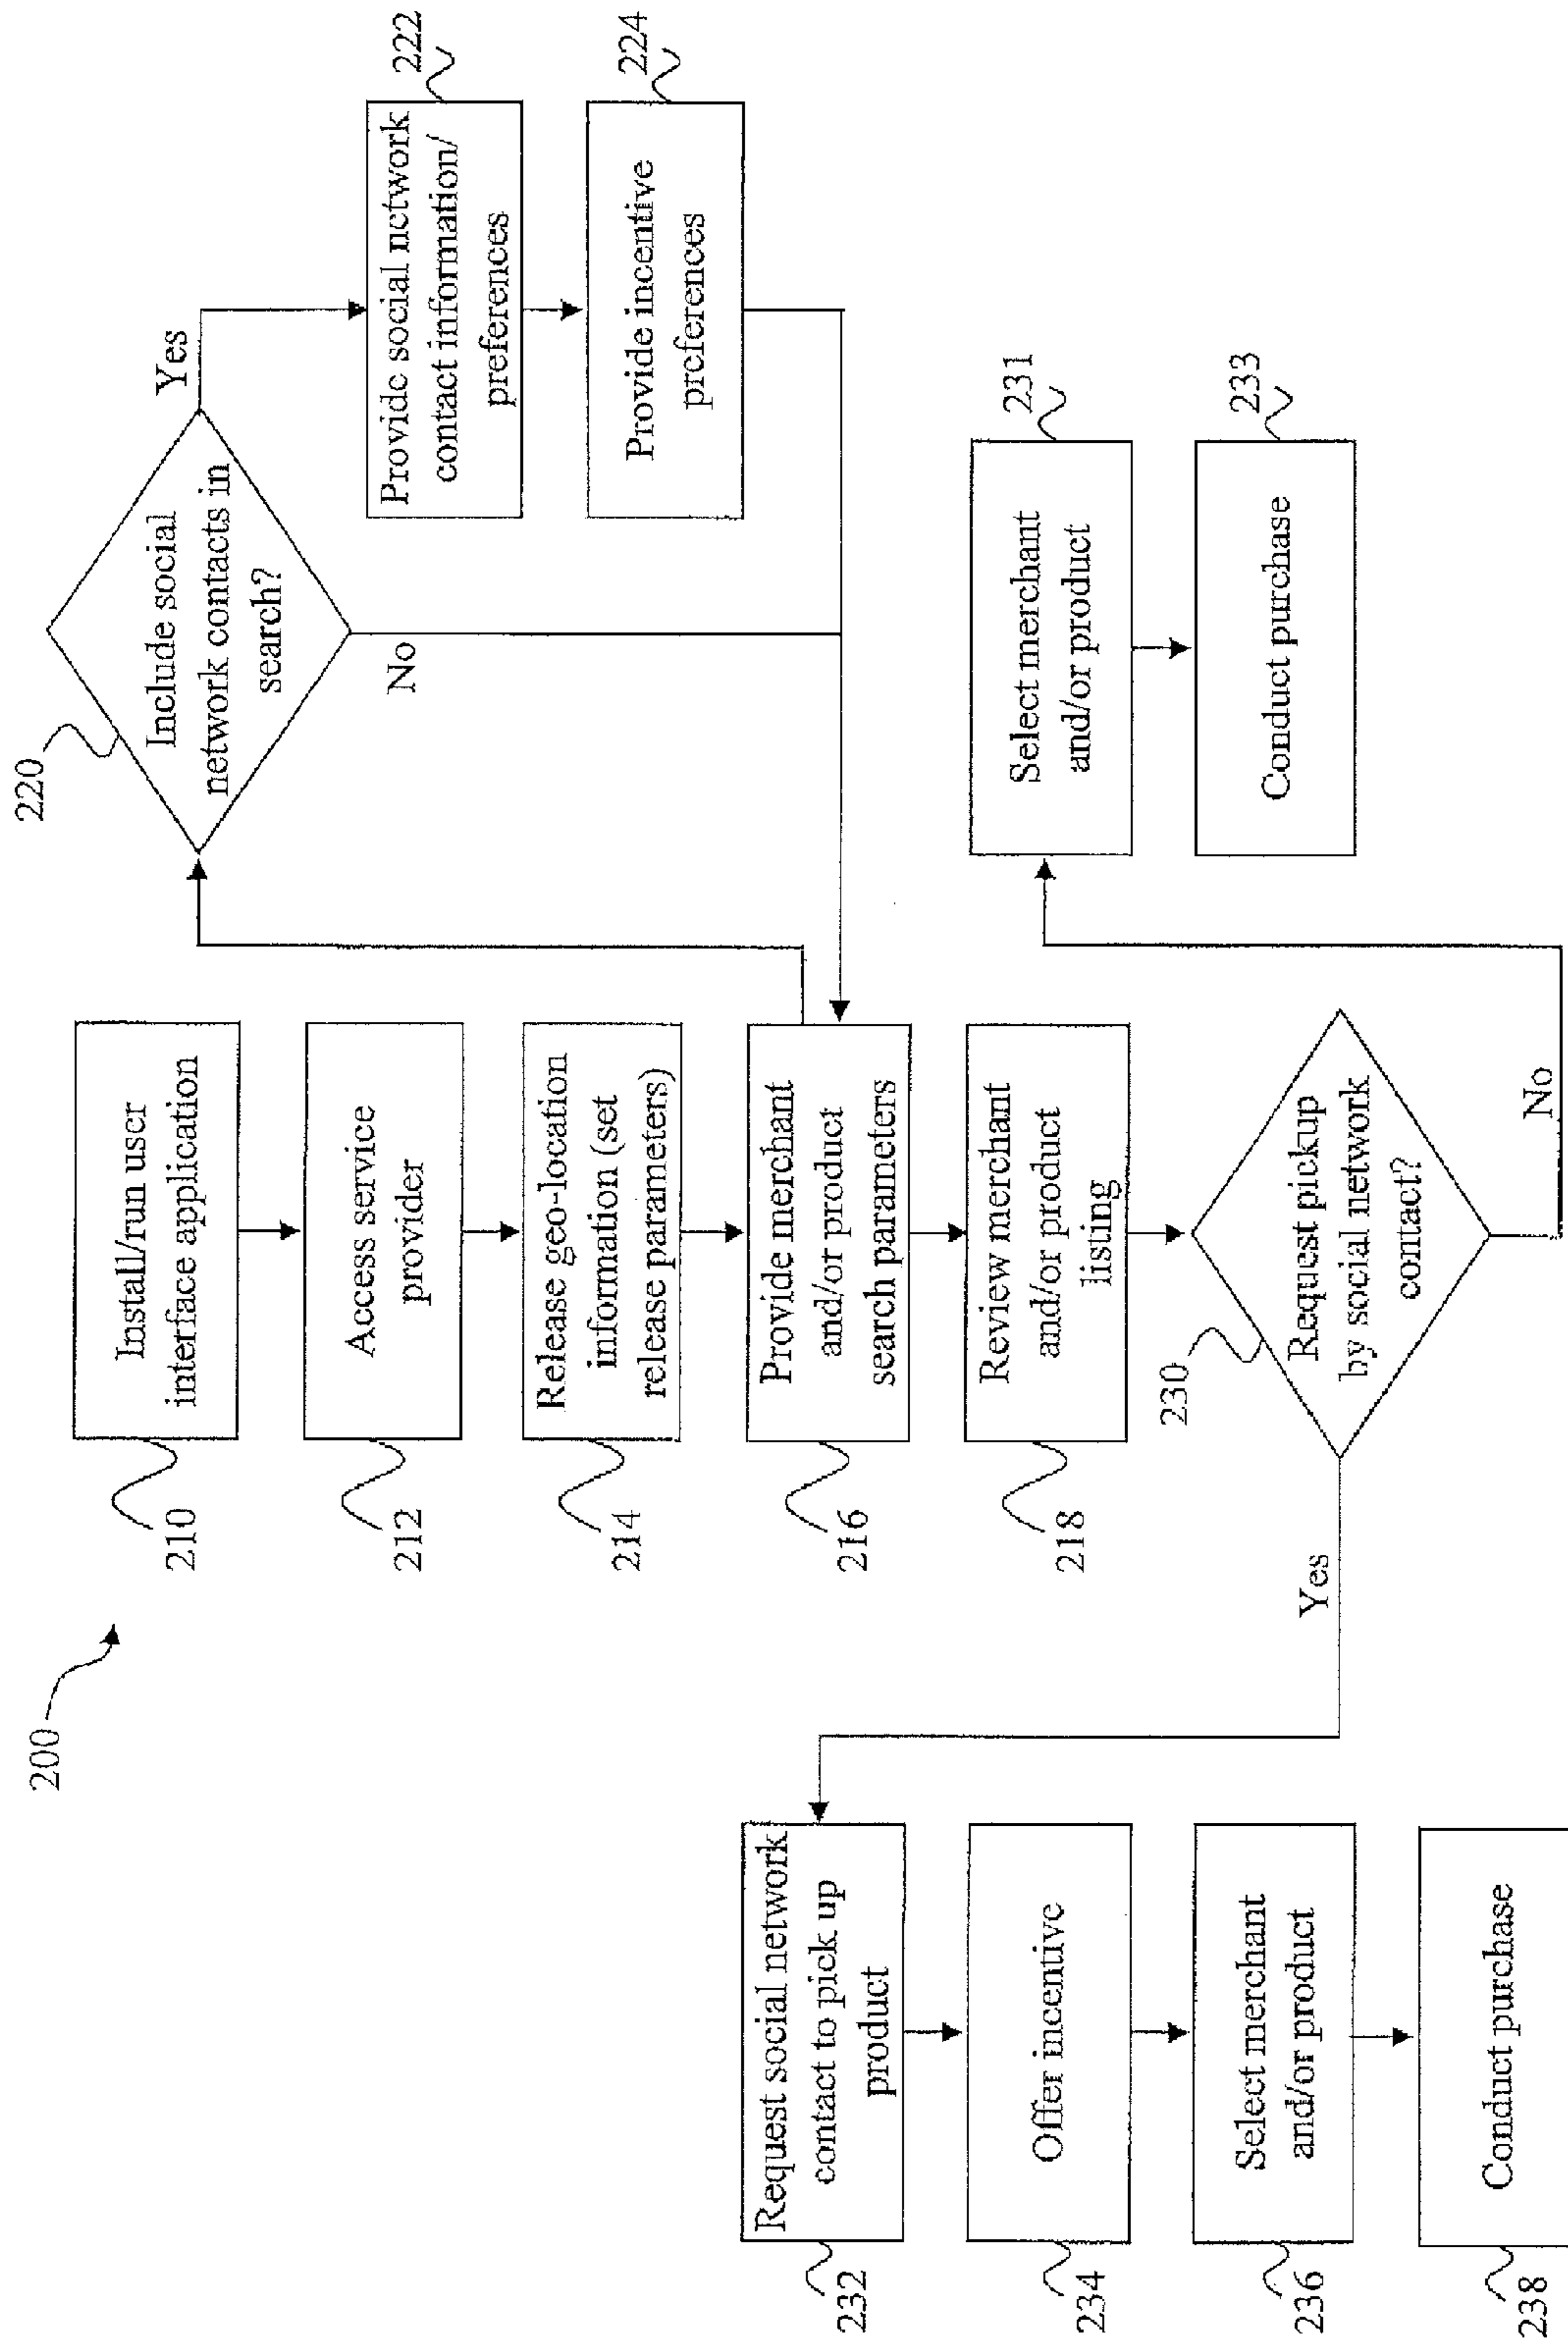 200
210
Install/run user
interface application
212
Access service
provider
214
Release geo-location
information (set
release parameters)
216
Provide merchant
and/or product
search parameters
218
Review merchant
and/or product
listing
220
Include social
network contacts in
search?
Yes
No
222
Provide social network
contact information/
preferences
224
Provide incentive
preferences
230
Request pickup
by social network
contact?
Yes
No
231
Select merchant
and/or product
233
Conduct purchase
232
Request social network
contact to pick up
product
234
Offer incentive
236
Select merchant
and/or product
238
Conduct purchase